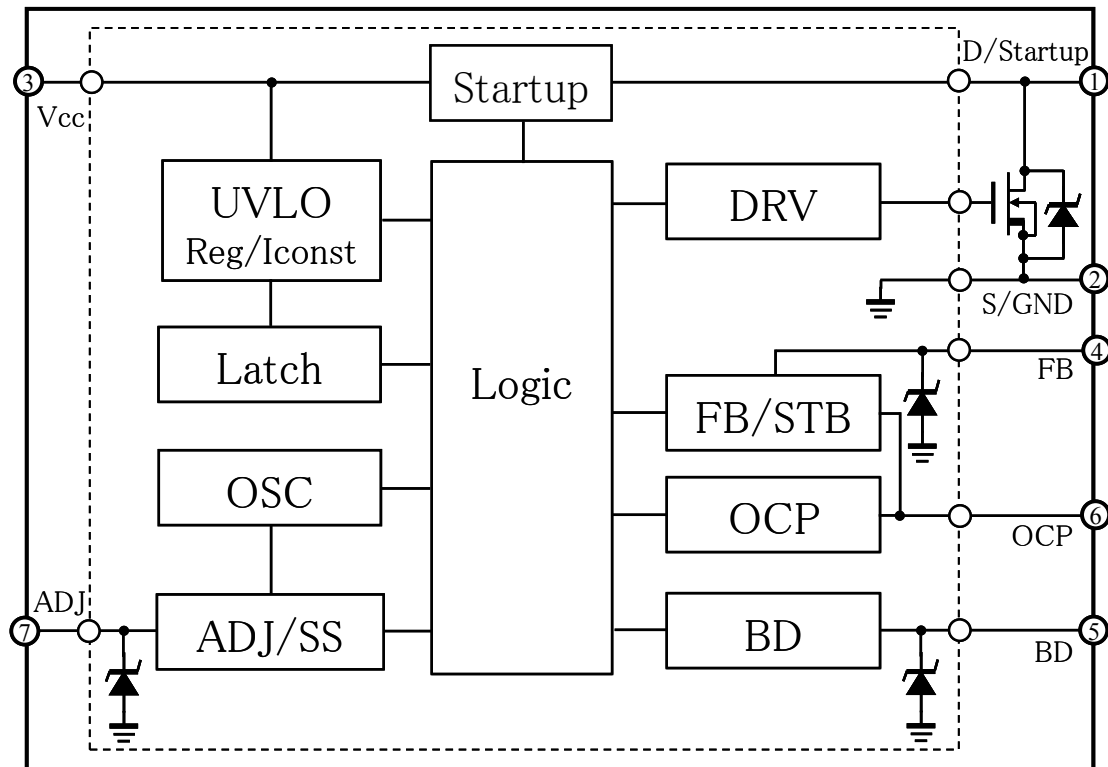 D/Startup
3
Startup
1
Vcc
UVLO
Reg/Iconst
DRV
2
S/GND
Latch
Logic
4
FB
FB/STB
OSC
OCP
6
OCP
ADJ
7
ADJ/SS
BD
5
BD